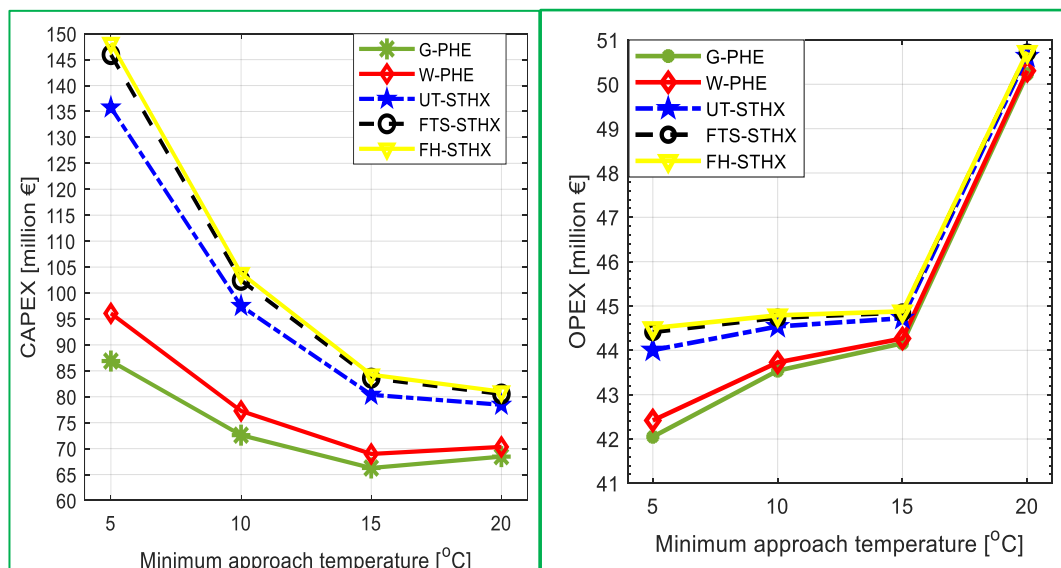 CAPEX [million €]
150
145
140
135
130
125
120
115
110
105
100
95
90
85
80
75
70
65
60
5
10
15
20
Minimum approach temperature [°C]
G-PHE
W-PHE
UT-STHX
FTS-STHX
FH-STHX
OPEX [million €]
51
50
49
48
47
46
45
44
43
42
41
5
10
15
20
Minimum approach temperature [°C]
G-PHE
W-PHE
UT-STHX
FTS-STHX
FH-STHX